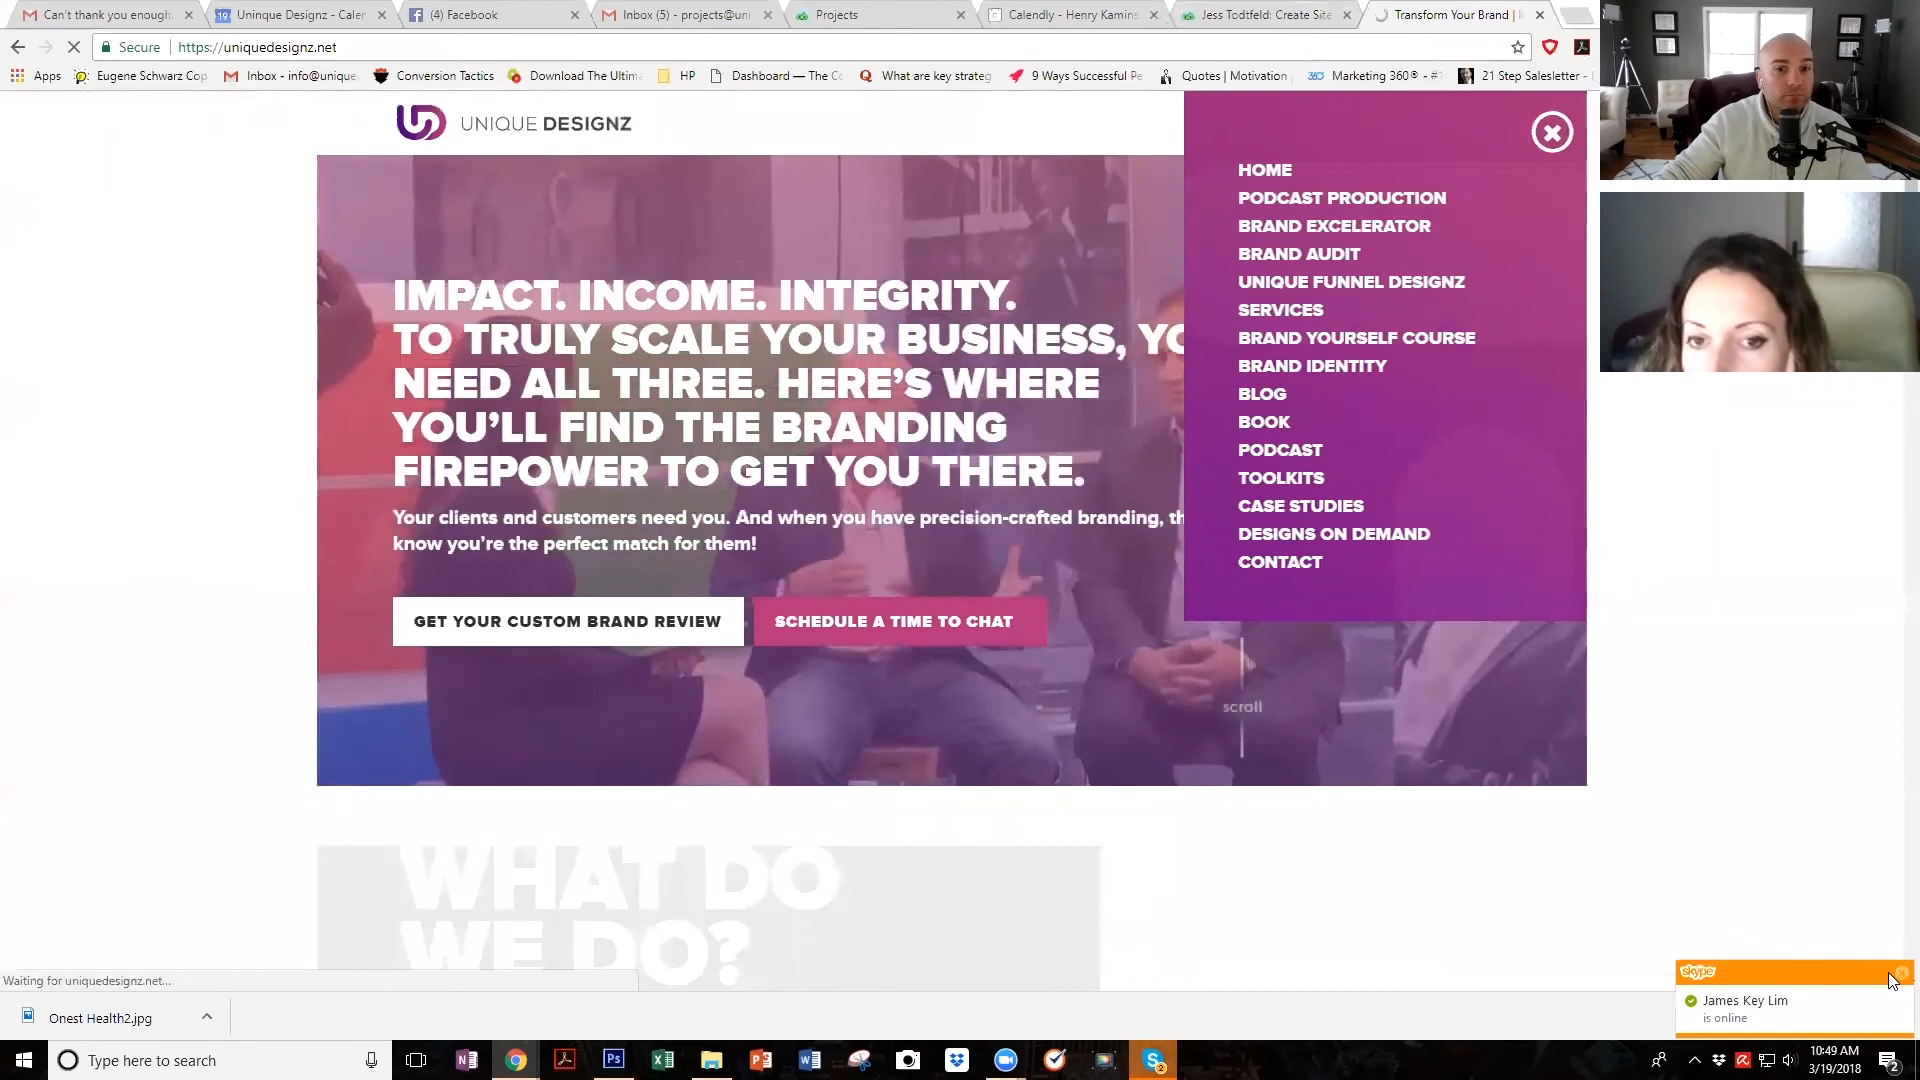 Can't thank you enough.
Uninque Designz - Caler
(4) Facebook
Inbox (5) - projects@uni
Projects
Calendly - Henry Kamins
Jess Todtfeld: Create Site
Transform Your Brand |
Secure
https://uniquedesignz.net
Apps
Eugene Schwarz Cop
Inbox - info@unique
Conversion Tactics
Download The Ultima
HP
Dashboard — The Co
What are key strateg
9 Ways Successful Pe
Quotes | Motivation
Marketing 360® - #1
21 Step Salesletter -
UNIQUE DESIGNZ
HOME
PODCAST PRODUCTION
BRAND EXCELERATOR
BRAND AUDIT
UNIQUE FUNNEL DESIGNZ
SERVICES
BRAND YOURSELF COURSE
BRAND IDENTITY
BLOG
BOOK
PODCAST
TOOLKITS
CASE STUDIES
DESIGNS ON DEMAND
CONTACT
IMPACT. INCOME. INTEGRITY.
TO TRULY SCALE YOUR BUSINESS, YO
NEED ALL THREE. HERE'S WHERE
YOU'LL FIND THE BRANDING
FIREPOWER TO GET YOU THERE.
Your clients and customers need you. And when you have precision-crafted branding, th
know you're the perfect match for them!
GET YOUR CUSTOM BRAND REVIEW
SCHEDULE A TIME TO CHAT
scroll
WHAT DO
WE DO?
Waiting for uniquedesignz.net...
skype
James Key Lim
is online
Onest Health2.jpg
Type here to search
10:49 AM
3/19/2018